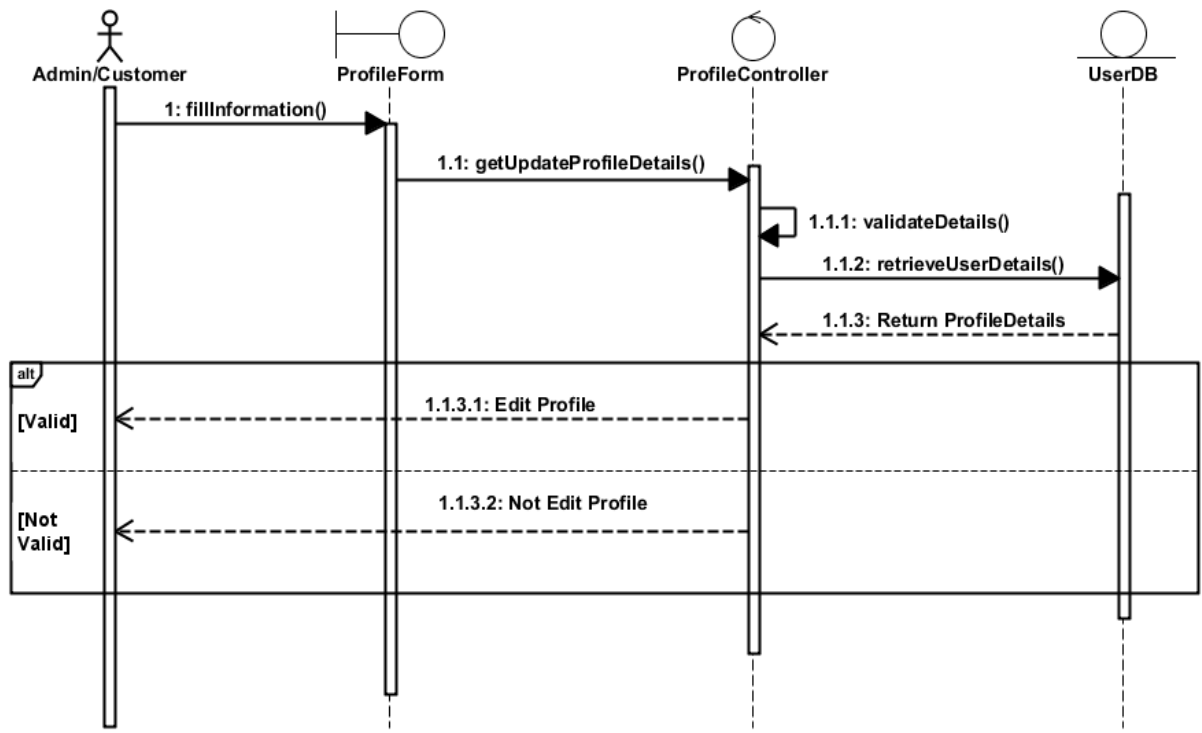 Admin/Customer
ProfileForm
ProfileController
UserDB
1: fillInformation()
1.1: getUpdateProfileDetails()
1.1.1: validateDetails()
1.1.2: retrieveUserDetails()
1.1.3: Return ProfileDetails
alt
[Valid]
1.1.3.1: Edit Profile
[Not
Valid]
1.1.3.2: Not Edit Profile